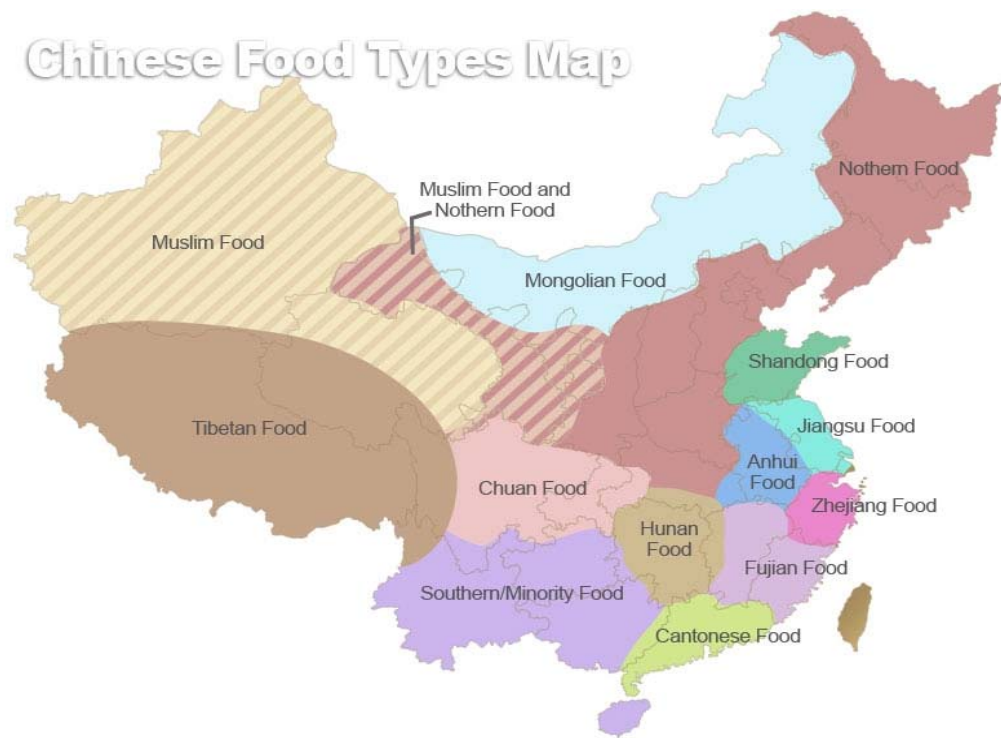 Chinese Food Types Map
Nothern Food
Muslim Food and
Nothern Food
Muslim Food
Mongolian Food
Shandong Food
Tibetan Food
Jiangsu Food
Anhui
Food
Chuan Food
Zhejiang Food
Hunan
Food
Fujian Food
Southern/Minority Food
Cantonese Food